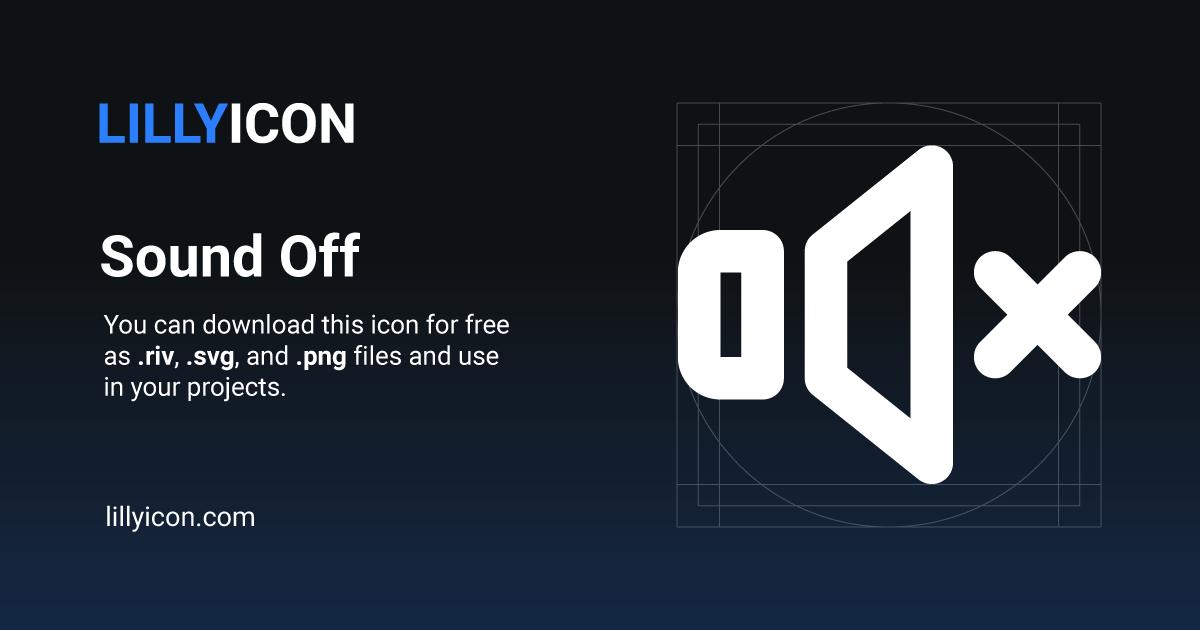 LILLYICON
Sound Off
You can download this icon for free
as .riv, .svg, and .png files and use
in your projects.
lillyicon.com